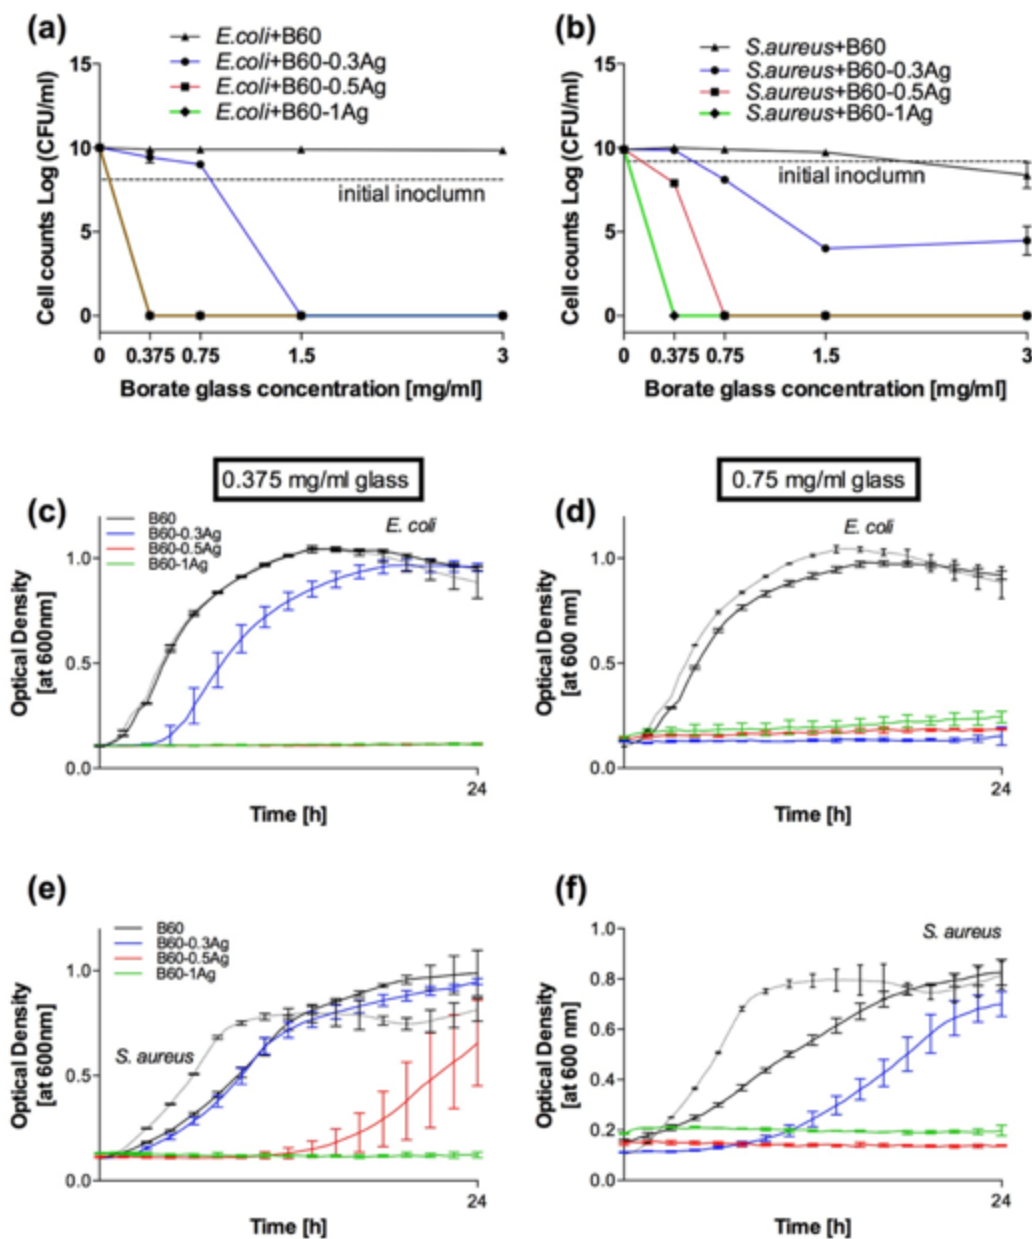 (a)
E.coli+B60
E.coli+B60-0.3Ag
E.coli+B60-0.5Ag
E.coli+B60-1Ag
Cell counts Log (CFU/ml)
15
10
5
0
initial inoclumn
0 0.375 0.75 1.5 3
Borate glass concentration [mg/ml]
(b)
S.aureus+B60
S.aureus+B60-0.3Ag
S.aureus+B60-0.5Ag
S.aureus+B60-1Ag
Cell counts Log (CFU/ml)
15
10
5
0
initial inoclumn
0 0.375 0.75 1.5 3
Borate glass concentration [mg/ml]
0.375 mg/ml glass
(c)
B60
B60-0.3Ag
B60-0.5Ag
B60-1Ag
E. coli
Optical Density
[at 600nm]
1.0
0.5
0.0
24
Time [h]
0.75 mg/ml glass
(d)
E. coli
Optical Density
[at 600 nm]
1.0
0.5
0.0
24
Time [h]
(e)
B60
B60-0.3Ag
B60-0.5Ag
B60-1Ag
S. aureus
Optical Density
[at 600nm]
1.0
0.5
0.0
24
Time [h]
(f)
S. aureus
Optical Density
[at 600 nm]
1.0
0.8
0.6
0.4
0.2
0.0
24
Time [h]